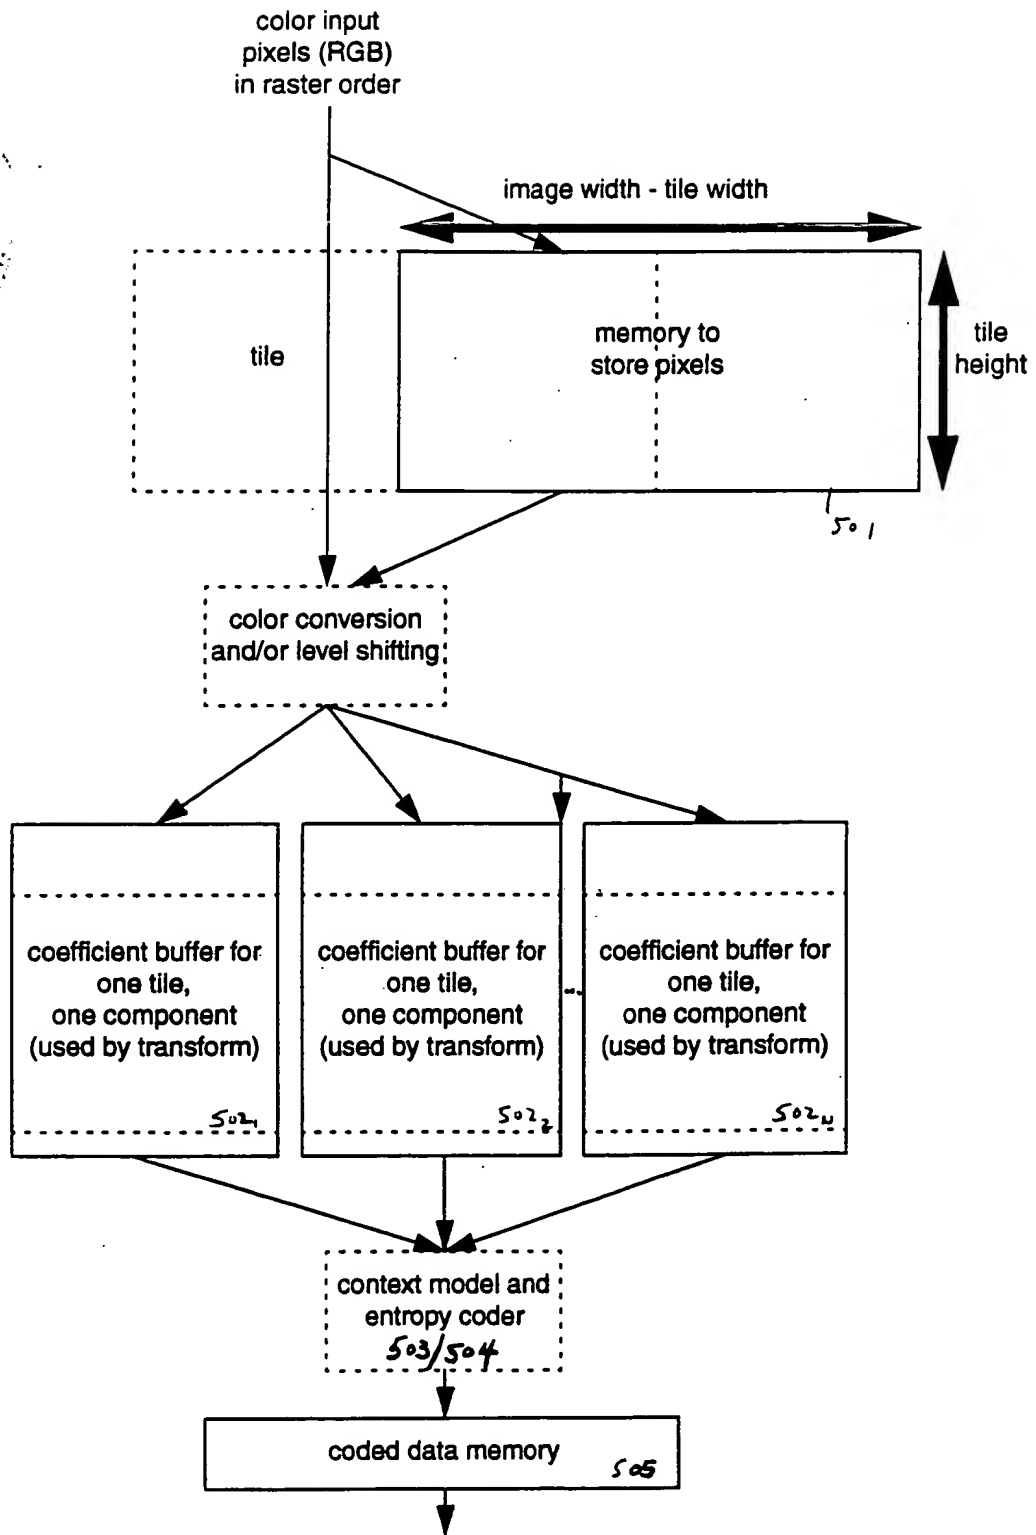 color input
pixels (RGB)
in raster order
image width - tile width
tile
memory to
store pixels
tile
height
501
color conversion
and/or level shifting
coefficient buffer for
one tile,
one component
(used by transform)
502₁
coefficient buffer for
one tile,
one component
(used by transform)
502₂
...
coefficient buffer for
one tile,
one component
(used by transform)
502N
context model and
entropy coder
503/504
coded data memory
505